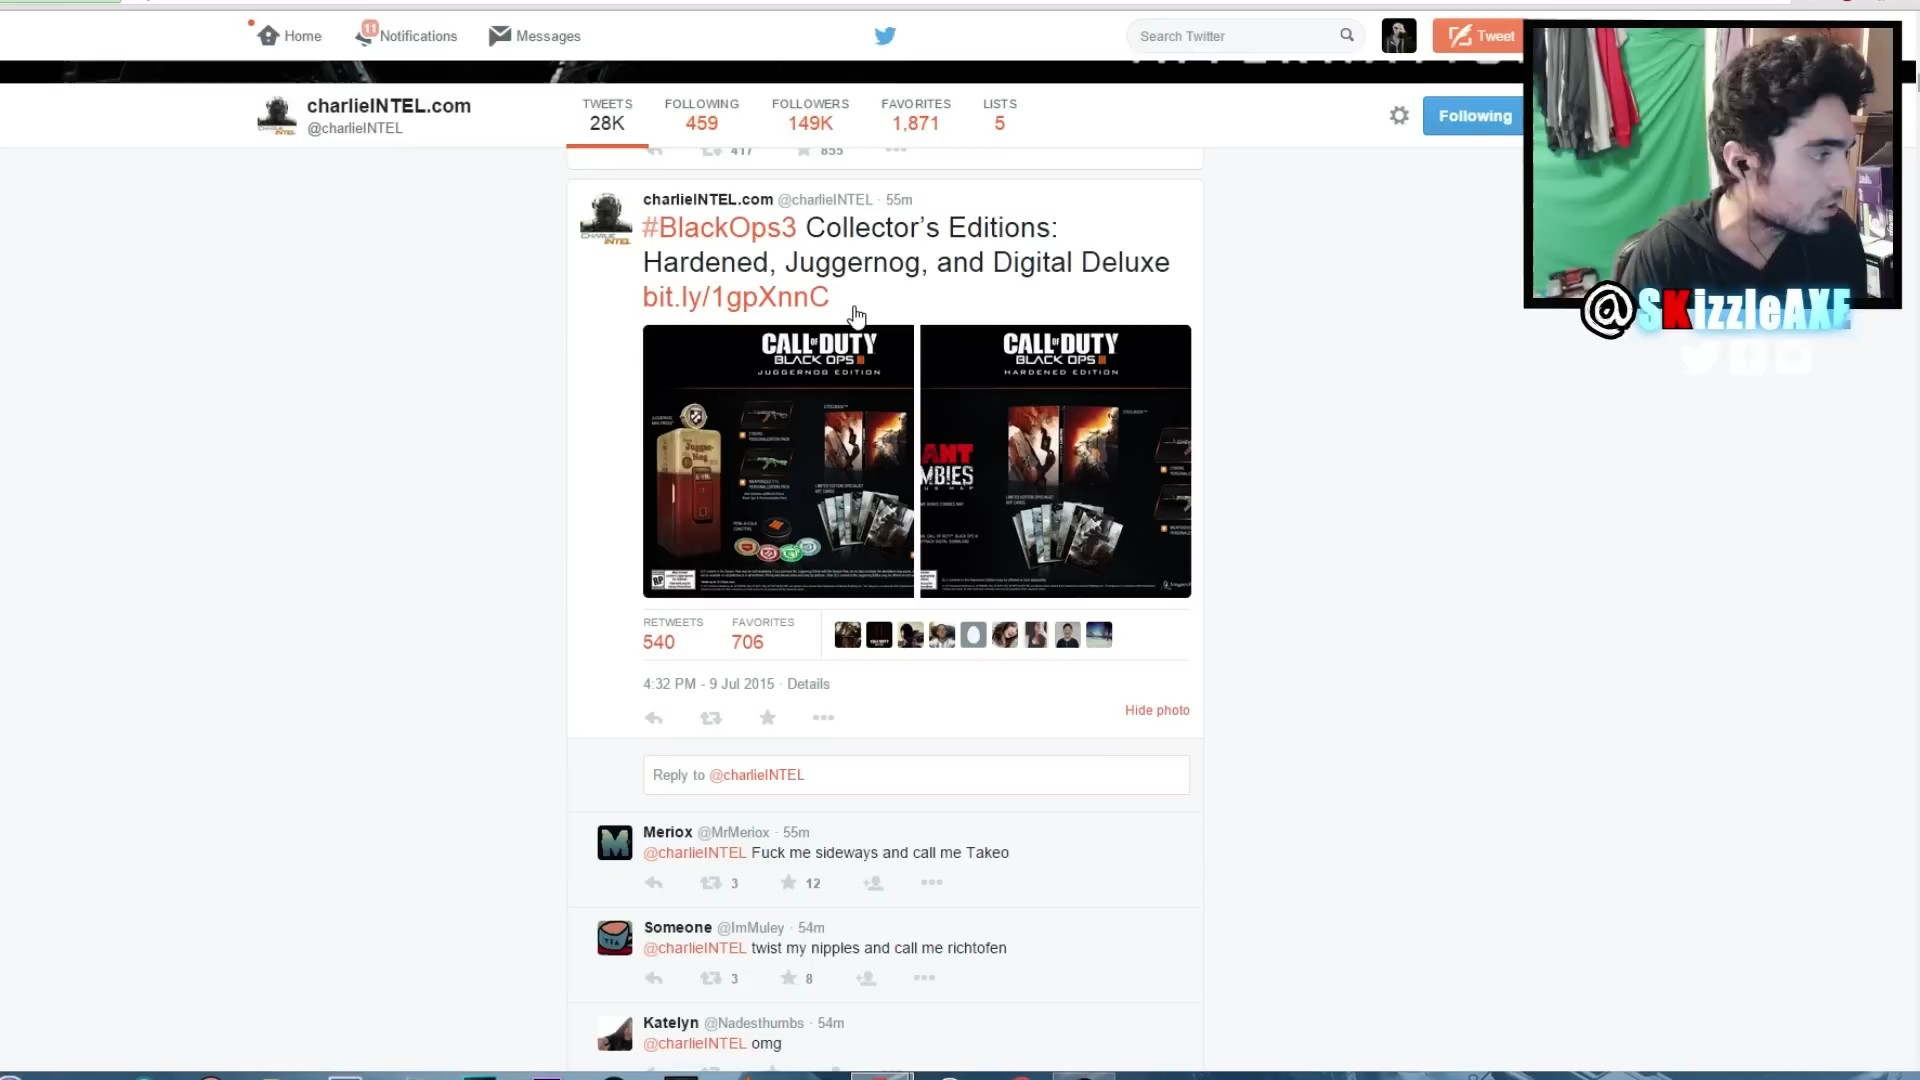 Home
11
Notifications
Messages
Search Twitter
Tweet
charlieINTEL.com
@charlieINTEL
TWEETS
28K
FOLLOWING
459
FOLLOWERS
149K
FAVORITES
1,871
LISTS
5
Following
417
855
charlieINTEL.com @charlieINTEL · 55m
#BlackOps3 Collector's Editions:
Hardened, Juggernog, and Digital Deluxe
bit.ly/1gpXnnC
CALL OF DUTY
BLACK OPS III
JUGGERNOG EDITION
CALL OF DUTY
BLACK OPS III
HARDENED EDITION
RETWEETS
540
FAVORITES
706
4:32 PM - 9 Jul 2015 · Details
Hide photo
Reply to @charlieINTEL
Meriox @MrMeriox · 55m
@charlieINTEL Fuck me sideways and call me Takeo
3
12
Someone @ImMuley · 54m
@charlieINTEL twist my nipples and call me richtofen
3
8
Katelyn @Nadesthumbs · 54m
@charlieINTEL omg
@SKizzleAXE